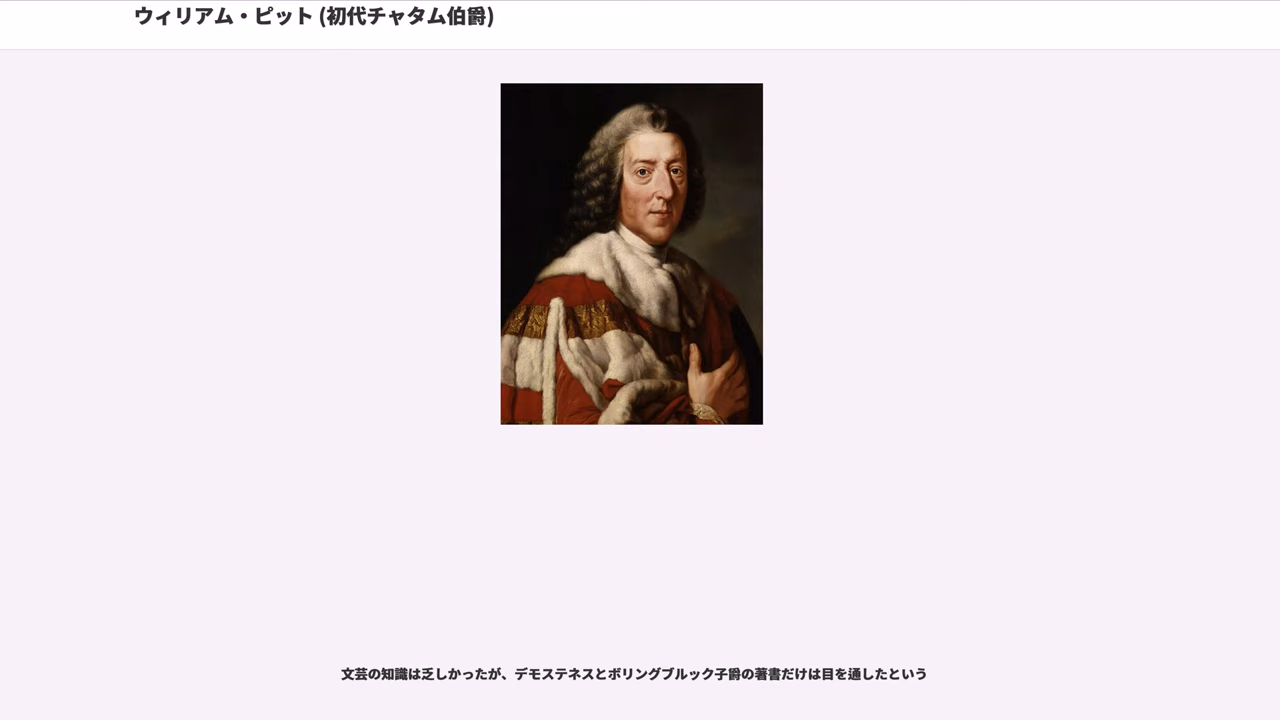 ウィリアム・ピット (初代チャタム伯爵)
文芸の知識は乏しかったが、デモステネスとボリングブルック子爵の著書だけは目を通したという